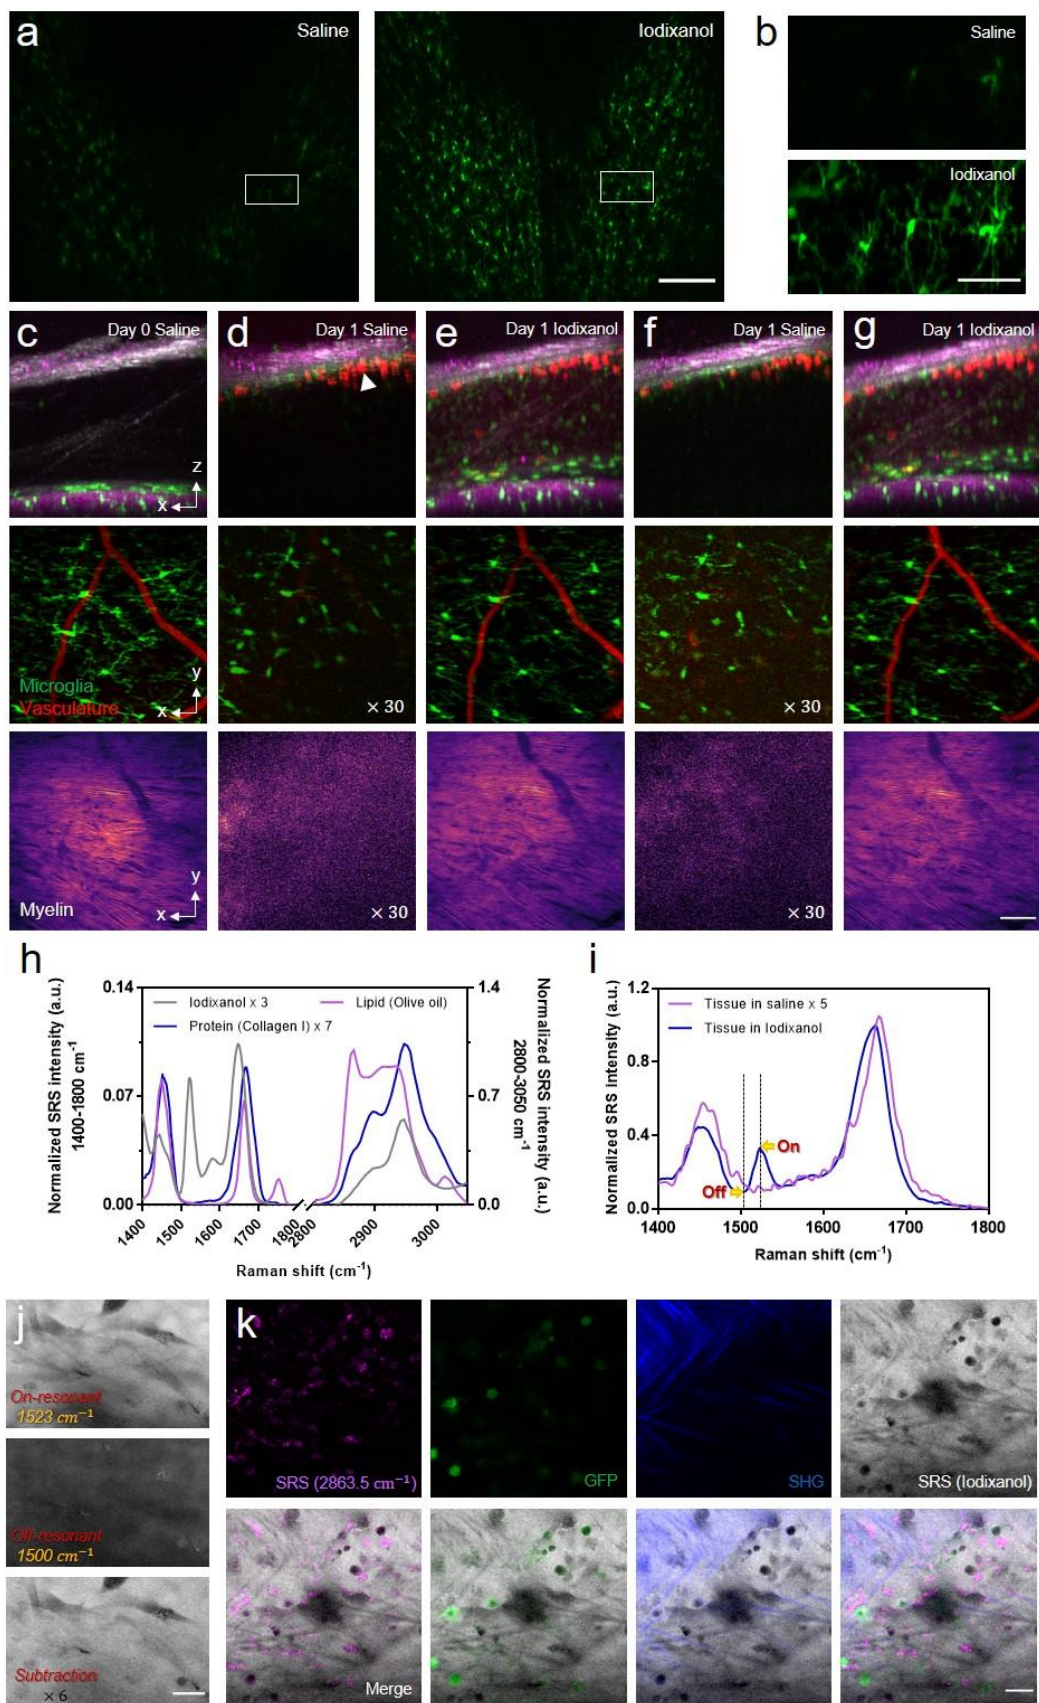 a
Saline
Iodixanol
b
Saline
Iodixanol
c
Day 0 Saline
z
x
d
Day 1 Saline
e
Day 1 Iodixanol
f
Day 1 Saline
g
Day 1 Iodixanol
Microglia
Vasculature
y
x
× 30
× 30
Myelin
y
x
× 30
× 30
h
Normalized SRS intensity (a.u.)
1400-1800 cm⁻¹
0.14
0.07
0.00
Iodixanol x 3
Lipid (Olive oil)
Protein (Collagen I) x 7
1.4
0.7
0.0
Normalized SRS intensity (a.u.)
2800-3050 cm⁻¹
1400
1500
1600
1700
1800
2800
2900
3000
Raman shift (cm⁻¹)
i
Normalized SRS intensity (a.u.)
1.2
0.8
0.4
0.0
Tissue in saline x 5
Tissue in Iodixanol
On
Off
1400
1500
1600
1700
1800
Raman shift (cm⁻¹)
j
On-resonant
1523 cm⁻¹
Off-resonant
1500 cm⁻¹
Subtraction
× 6
k
SRS (2863.5 cm⁻¹)
GFP
SHG
SRS (Iodixanol)
Merge